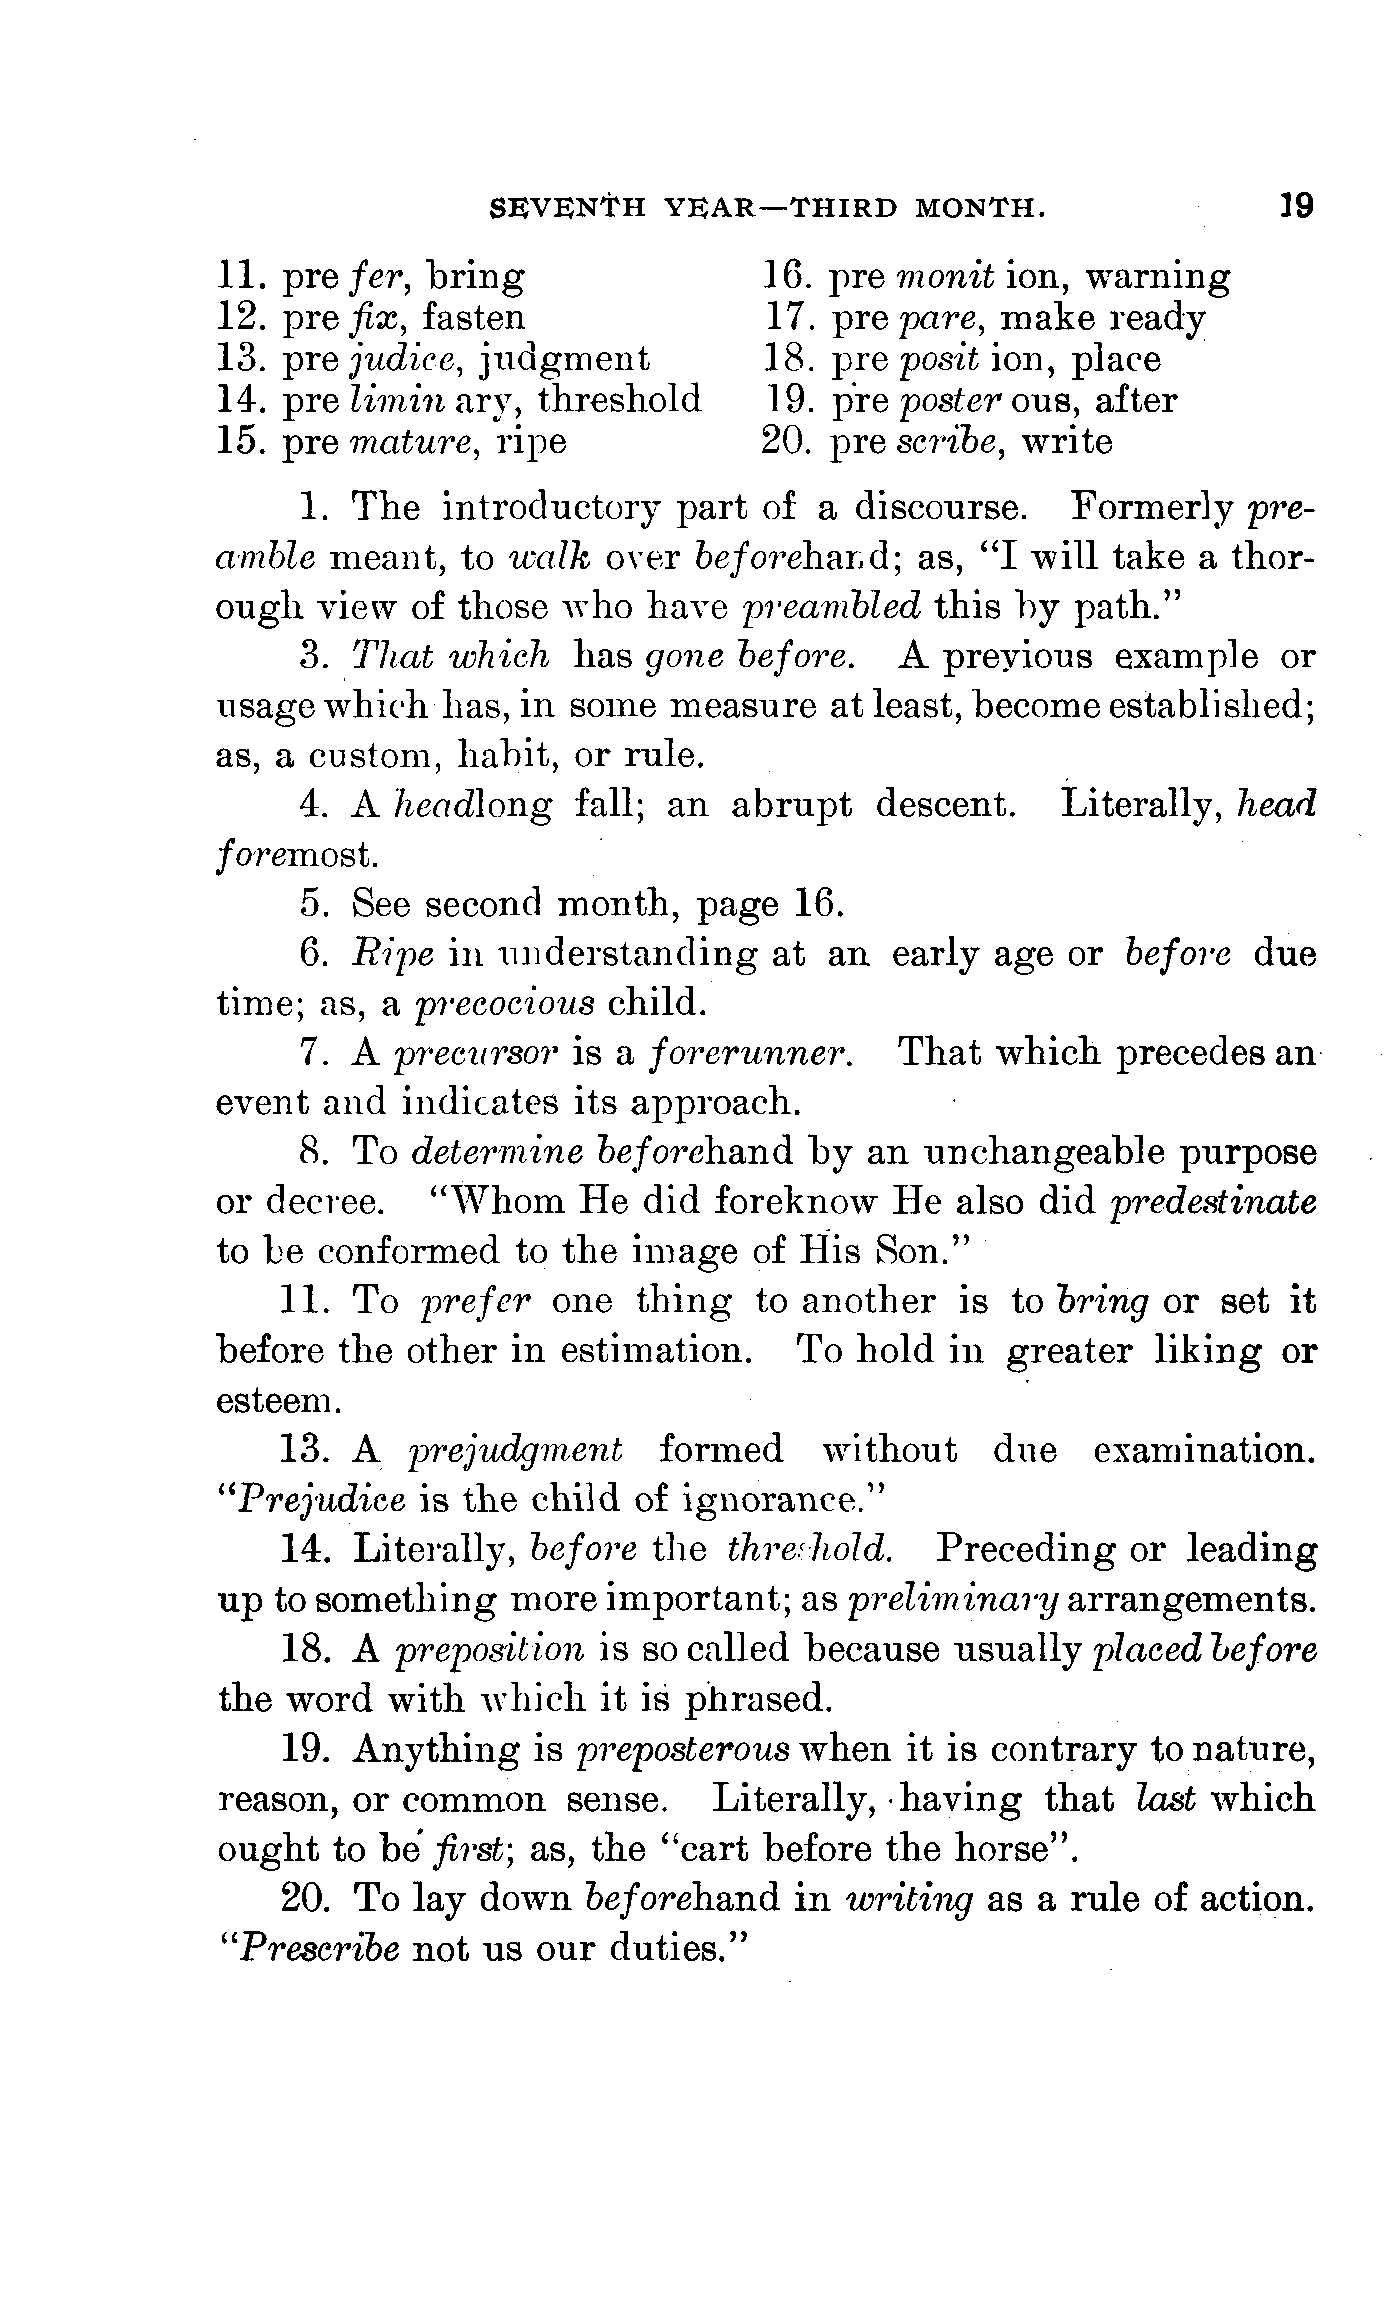 SEVENTH YEAR—THIRD MONTH. 19
11. pre fer, bring
12. pre fix, fasten
13. pre judice, judgment
14. pre limin ary, threshold
15. pre mature, ripe
16. pre monit ion, warning
17. pre pare, make ready
18. pre posit ion, place
19. pre poster ous, after
20. pre scribe, write
1. The introductory part of a discourse. Formerly pre-
amble meant, to walk over beforehand; as, “I will take a thor-
ough view of those who have preambled this by path.”
3. That which has gone before. A previous example or
usage which has, in some measure at least, become established;
as, a custom, habit, or rule.
4. A headlong fall; an abrupt descent. Literally, head
foremost.
5. See second month, page 16.
6. Ripe in understanding at an early age or before due
time; as, a precocious child.
7. A precursor is a forerunner. That which precedes an
event and indicates its approach.
8. To determine beforehand by an unchangeable purpose
or decree. “Whom He did foreknow He also did predestinate
to be conformed to the image of His Son.”
11. To prefer one thing to another is to bring or set it
before the other in estimation. To hold in greater liking or
esteem.
13. A prejudgment formed without due examination.
“Prejudice is the child of ignorance.”
14. Literally, before the threshold. Preceding or leading
up to something more important; as preliminary arrangements.
18. A preposition is so called because usually placed before
the word with which it is phrased.
19. Anything is preposterous when it is contrary to nature,
reason, or common sense. Literally, having that last which
ought to be first; as, the “cart before the horse”.
20. To lay down beforehand in writing as a rule of action.
“Prescribe not us our duties.”